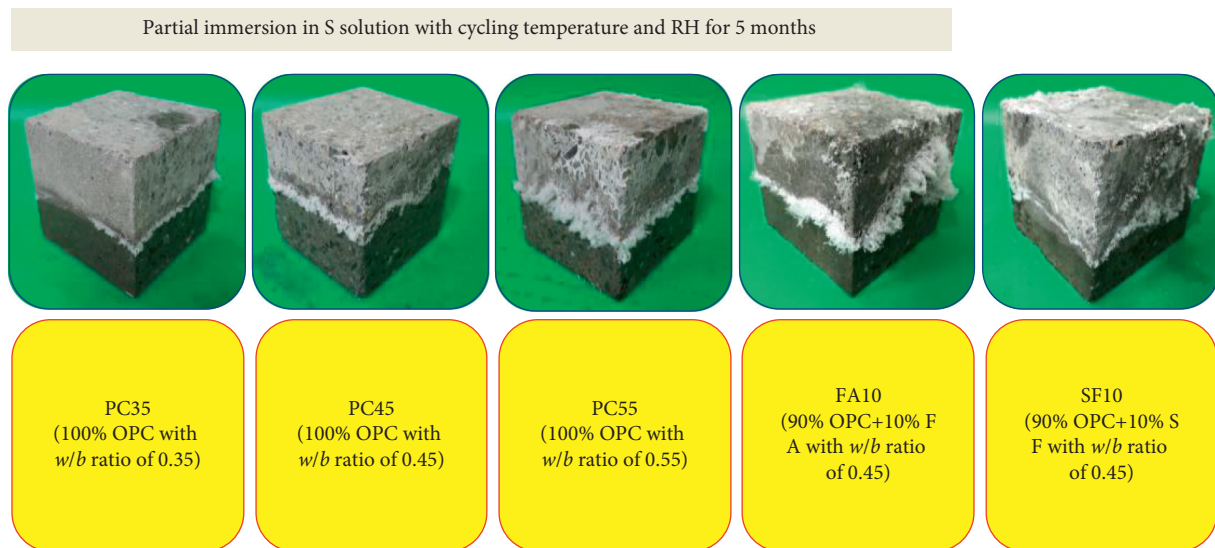 Partial immersion in S solution with cycling temperature and RH for 5 months
PC35
(100% OPC with
w/b ratio of 0.35)
PC45
(100% OPC with
w/b ratio of 0.45)
PC55
(100% OPC with
w/b ratio of 0.55)
FA10
(90% OPC+10% F
A with w/b ratio
of 0.45)
SF10
(90% OPC+10% S
F with w/b ratio
of 0.45)